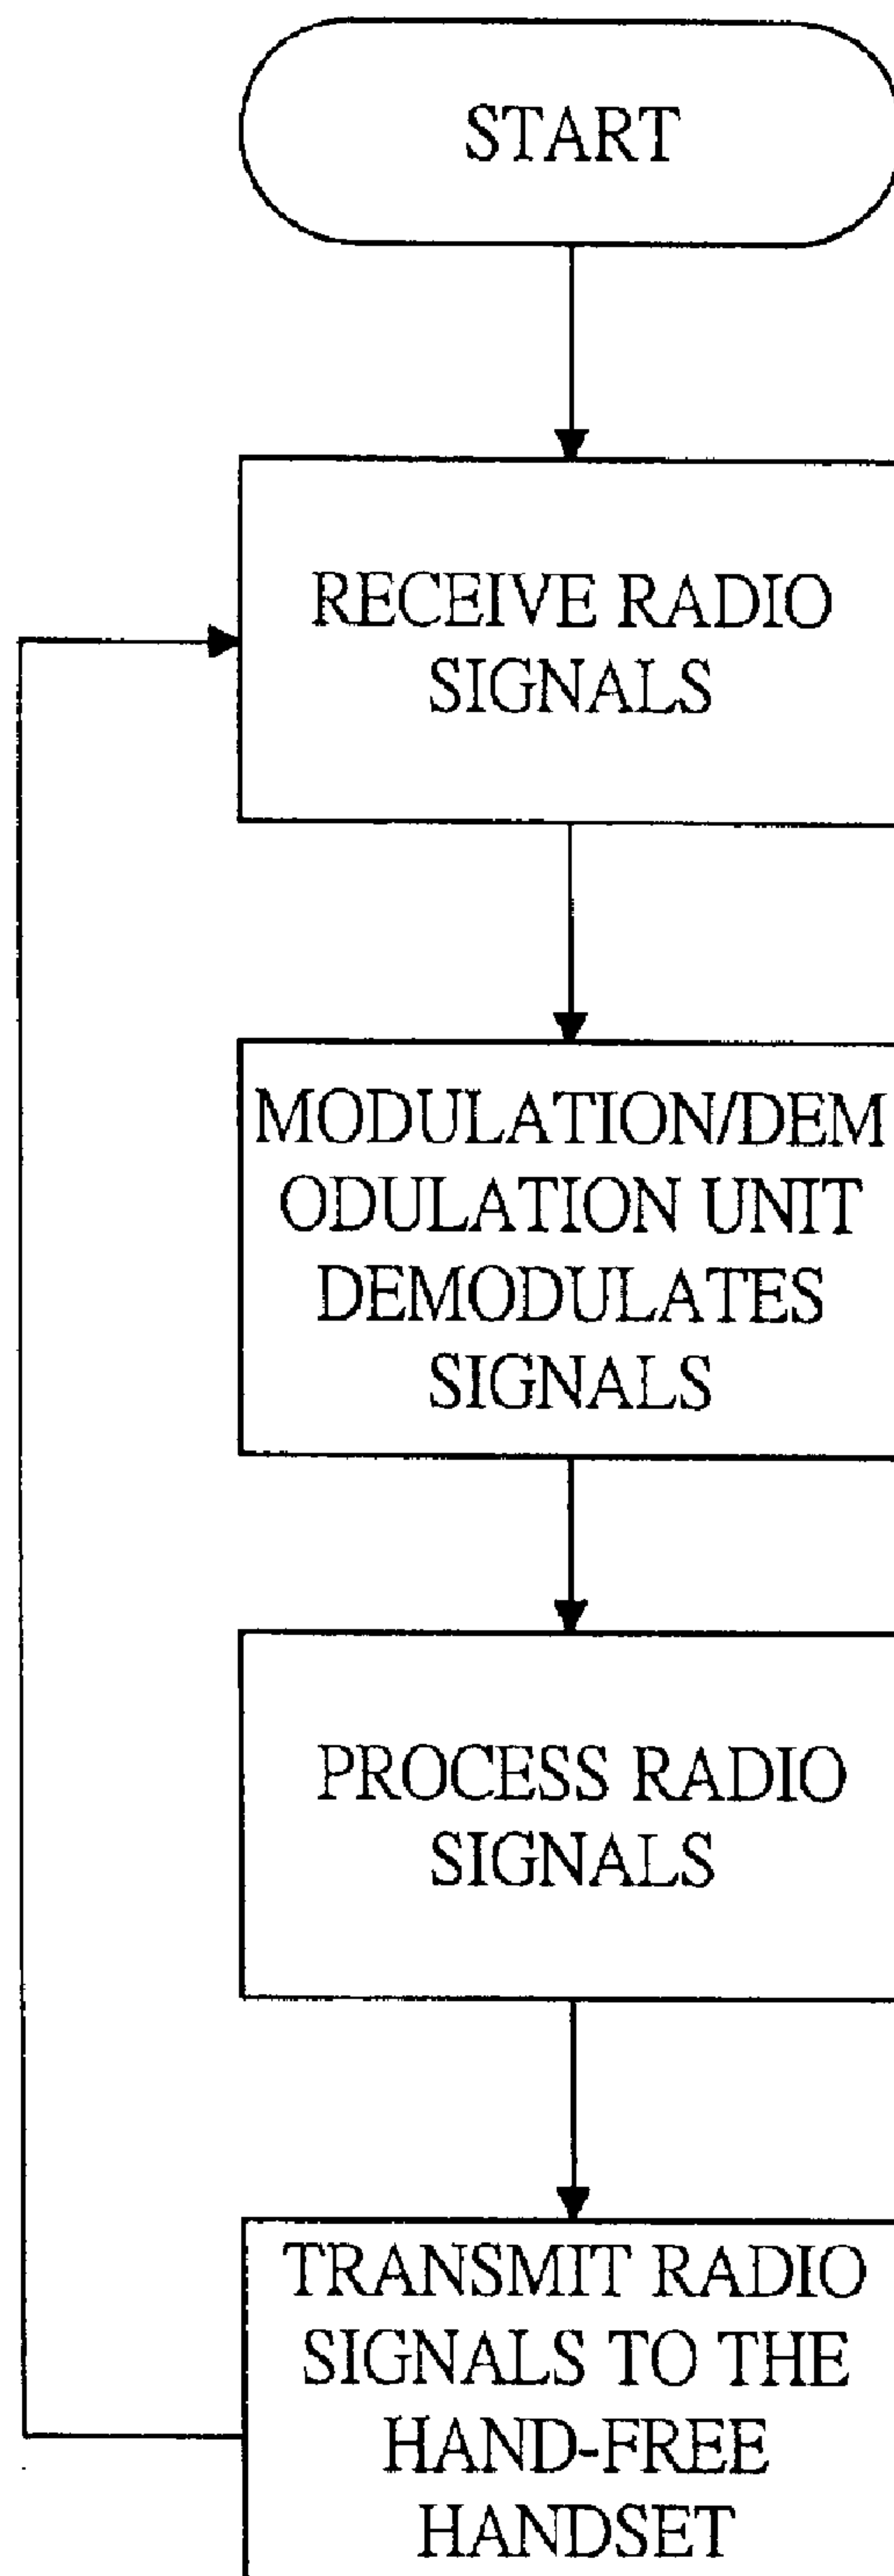 START
RECEIVE RADIO
SIGNALS
MODULATION/DEM
ODULATION UNIT
DEMODULATES
SIGNALS
PROCESS RADIO
SIGNALS
TRANSMIT RADIO
SIGNALS TO THE
HAND-FREE
HANDSET